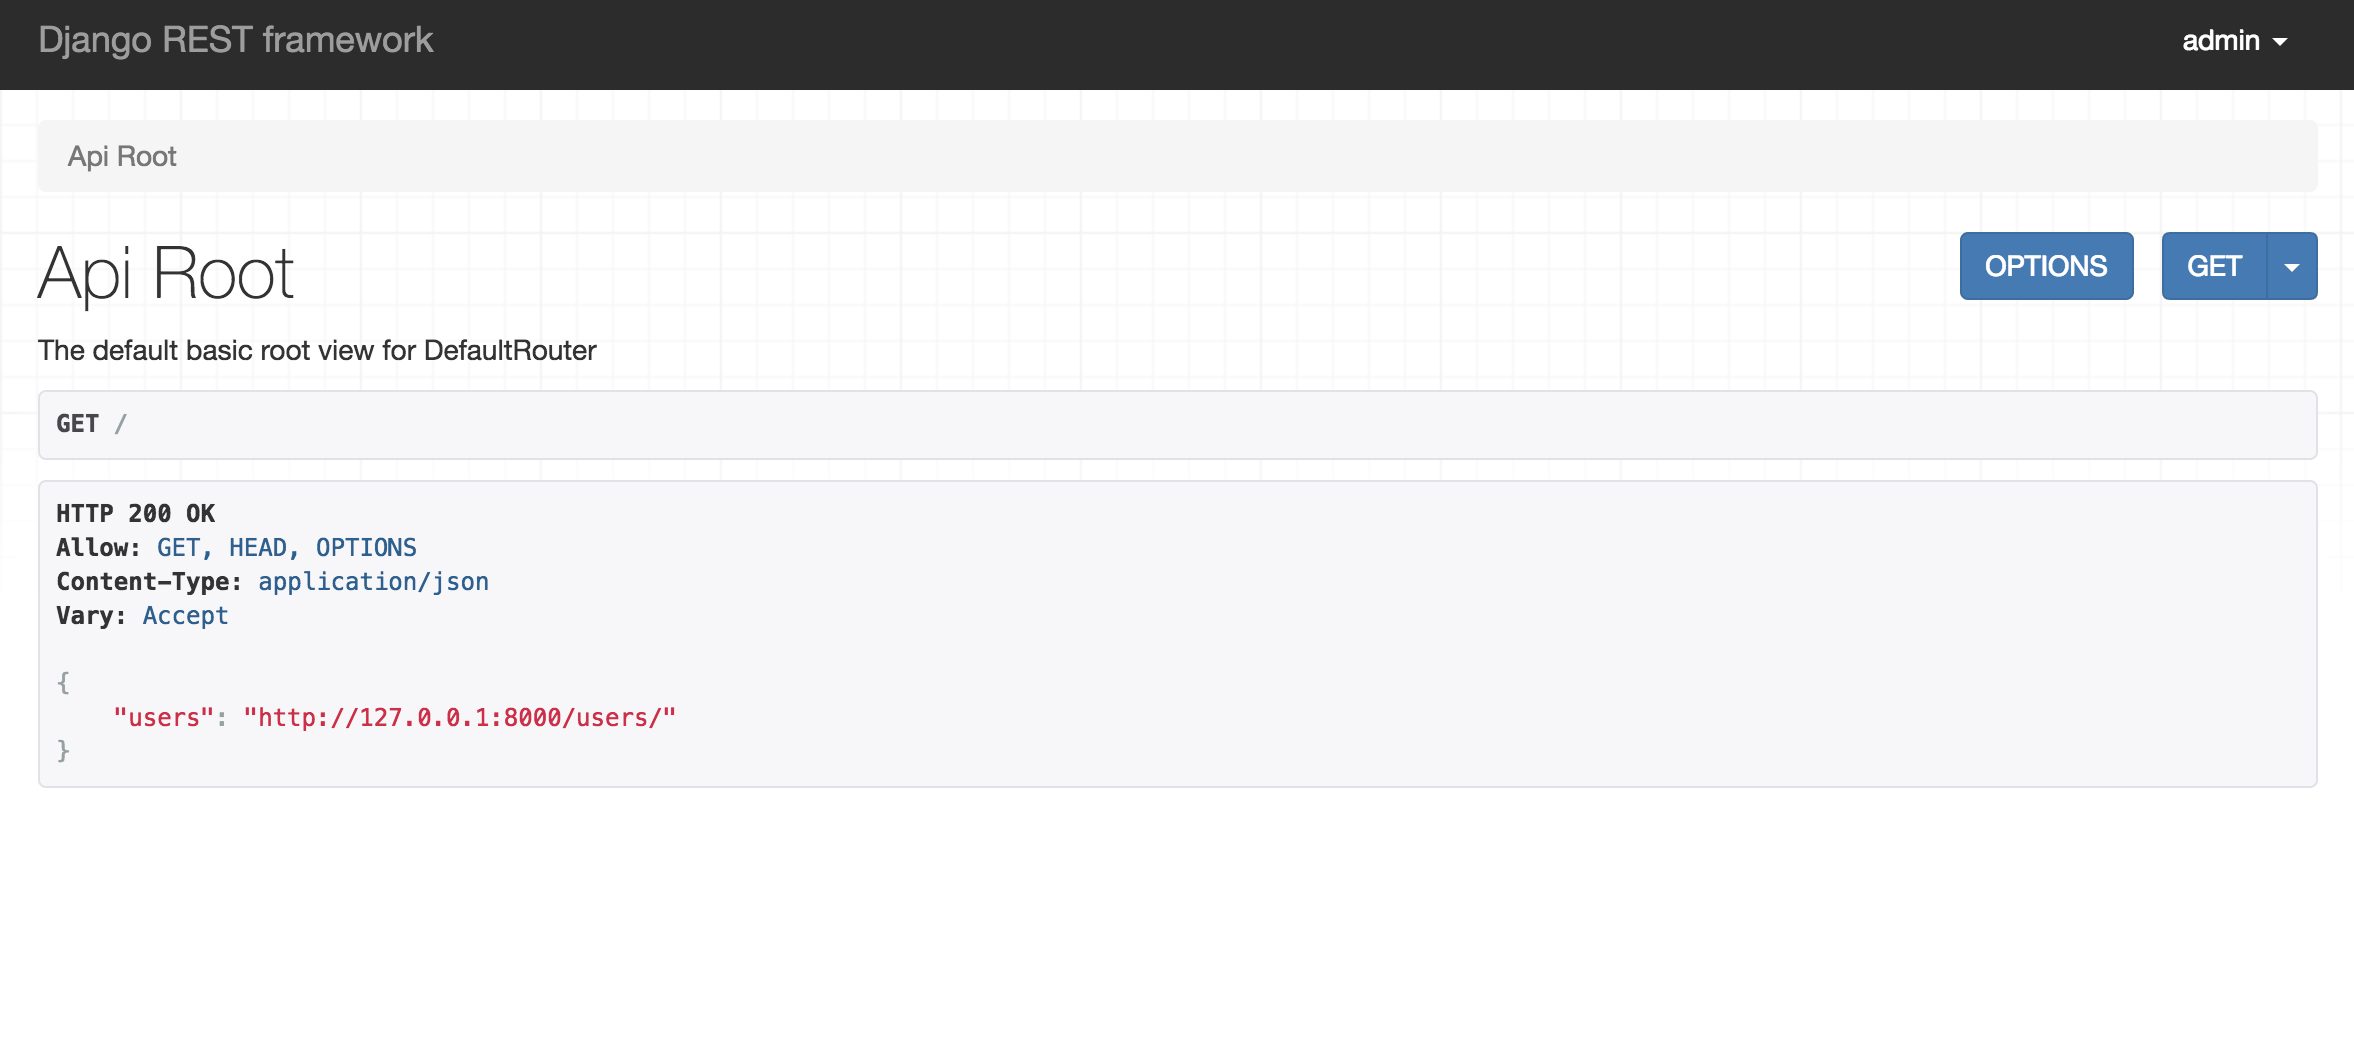 Django REST framework
admin
Api Root
Api Root
OPTIONS
GET
The default basic root view for DefaultRouter
GET /
HTTP 200 OK
Allow: GET, HEAD, OPTIONS
Content-Type: application/json
Vary: Accept
{
    "users": "http://127.0.0.1:8000/users/"
}